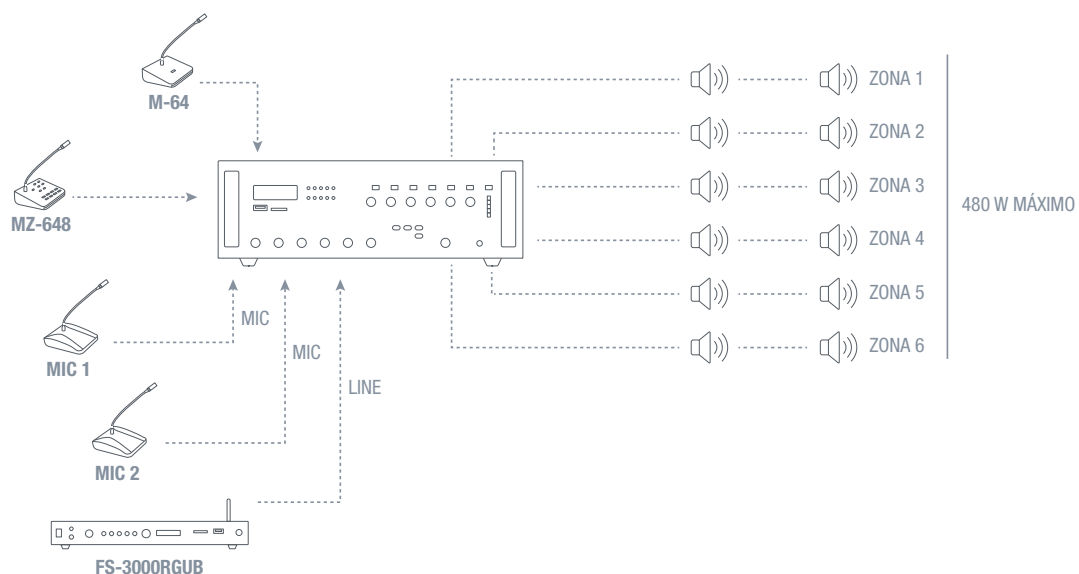 M-64
ZONA 1
ZONA 2
MZ-648
ZONA 3
480 W MÁXIMO
ZONA 4
ZONA 5
MIC
MIC 1
MIC
ZONA 6
LINE
MIC 2
FS-3000RGUB